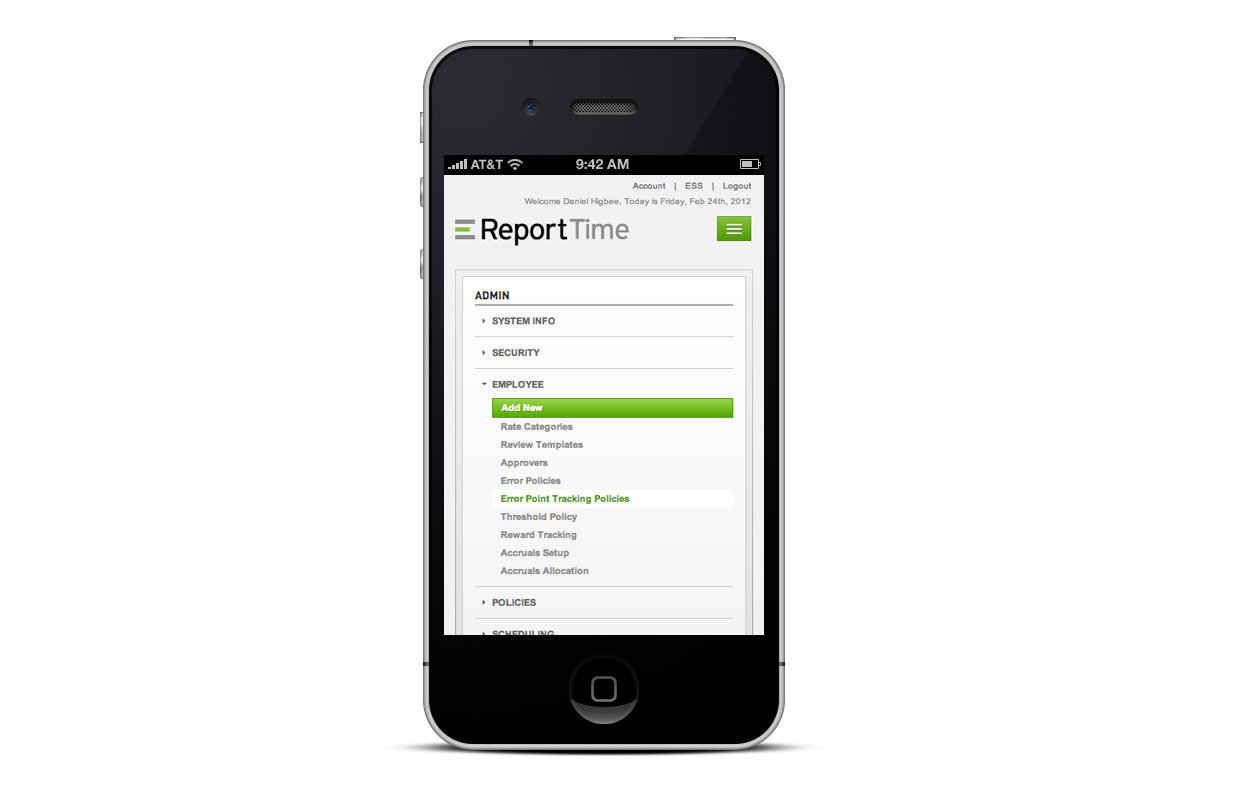 AT&T 9:42 AM
Account | ESS | Logout
Welcome Daniel Higbee, Today is Friday, Feb 24th, 2012
ReportTime
ADMIN
SYSTEM INFO
SECURITY
EMPLOYEE
Add New
Rate Categories
Review Templates
Approvers
Error Policies
Error Point Tracking Policies
Threshold Policy
Reward Tracking
Accruals Setup
Accruals Allocation
POLICIES
SCHEDULING